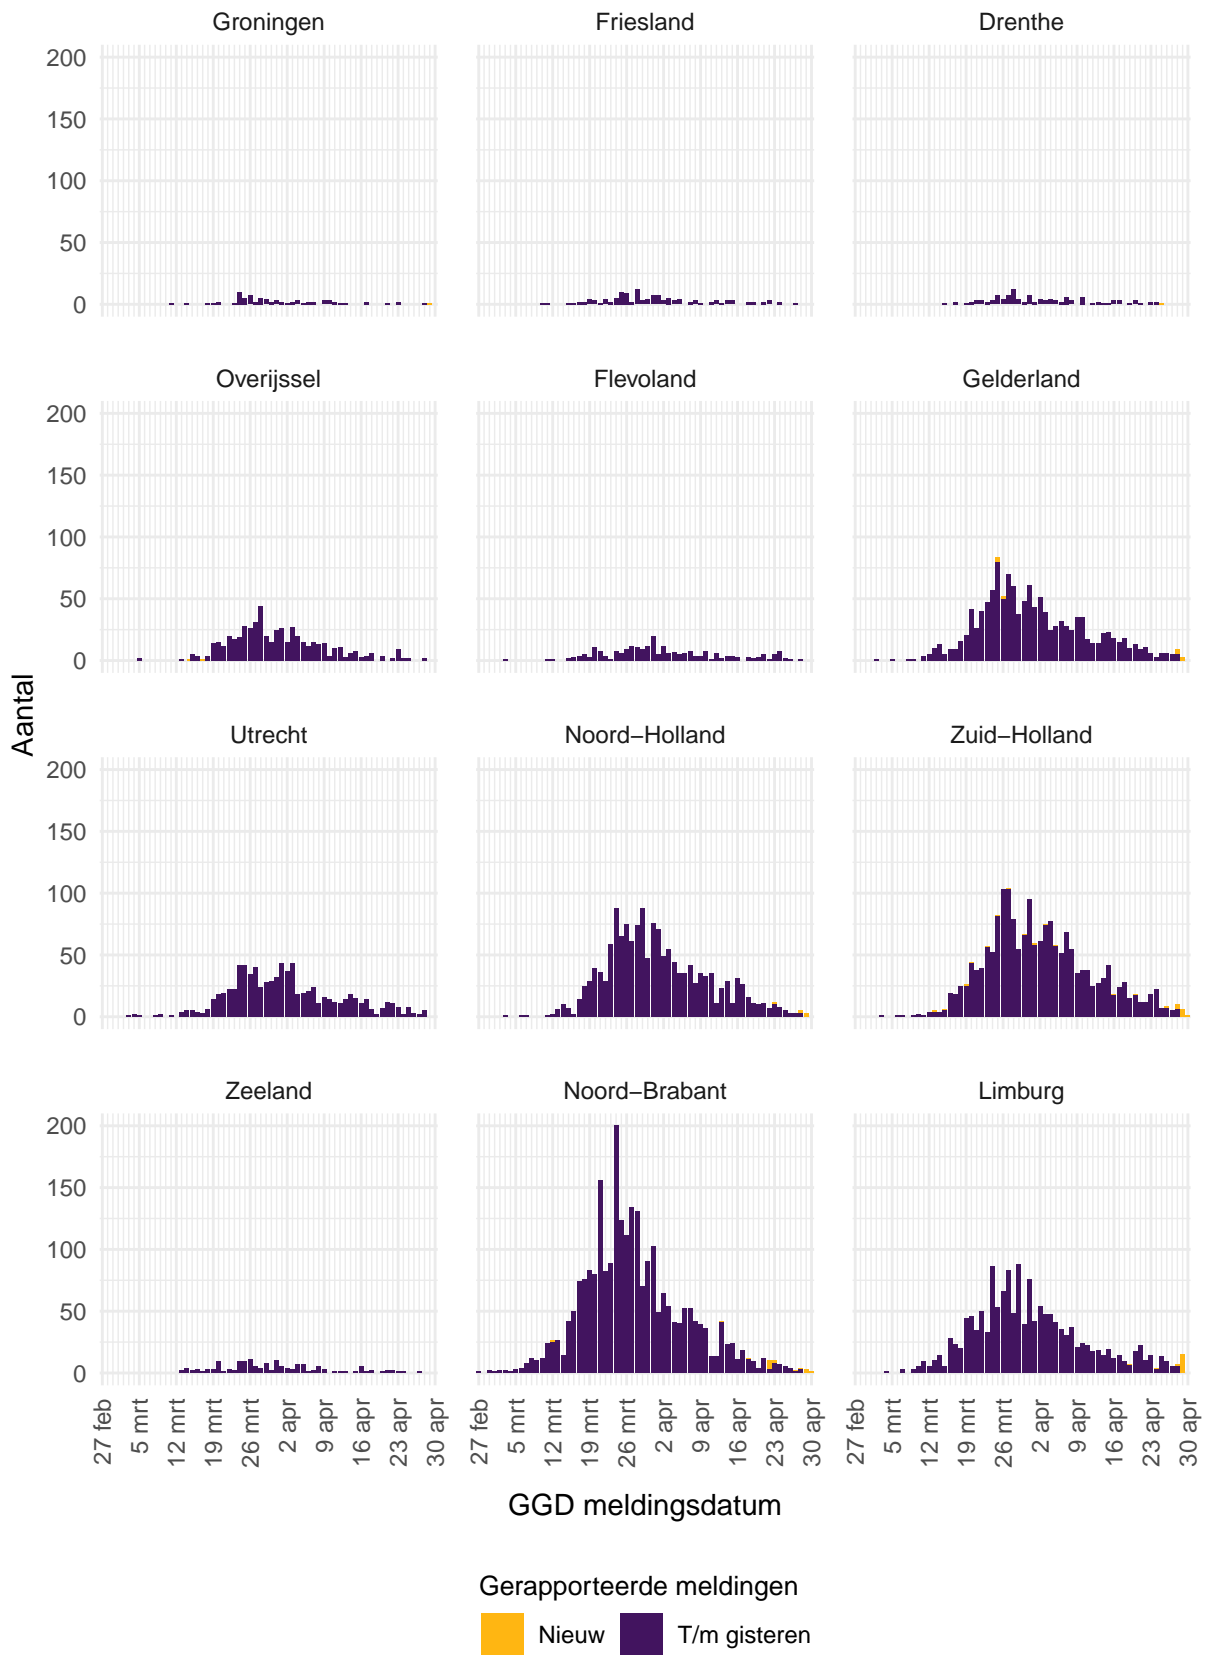 Groningen Friesland Drenthe
200
150
100
50
0
Overijssel Flevoland Gelderland
200
150
100
50
0
Aantal
Utrecht Noord−Holland Zuid−Holland
200
150
100
50
0
Zeeland Noord−Brabant Limburg
200
150
100
50
0
27 feb 5 mrt 12 mrt 19 mrt 26 mrt 2 apr 9 apr 16 apr 23 apr 30 apr 27 feb 5 mrt 12 mrt 19 mrt 26 mrt 2 apr 9 apr 16 apr 23 apr 30 apr 27 feb 5 mrt 12 mrt 19 mrt 26 mrt 2 apr 9 apr 16 apr 23 apr 30 apr
GGD meldingsdatum
Gerapporteerde meldingen
Nieuw T/m gisteren